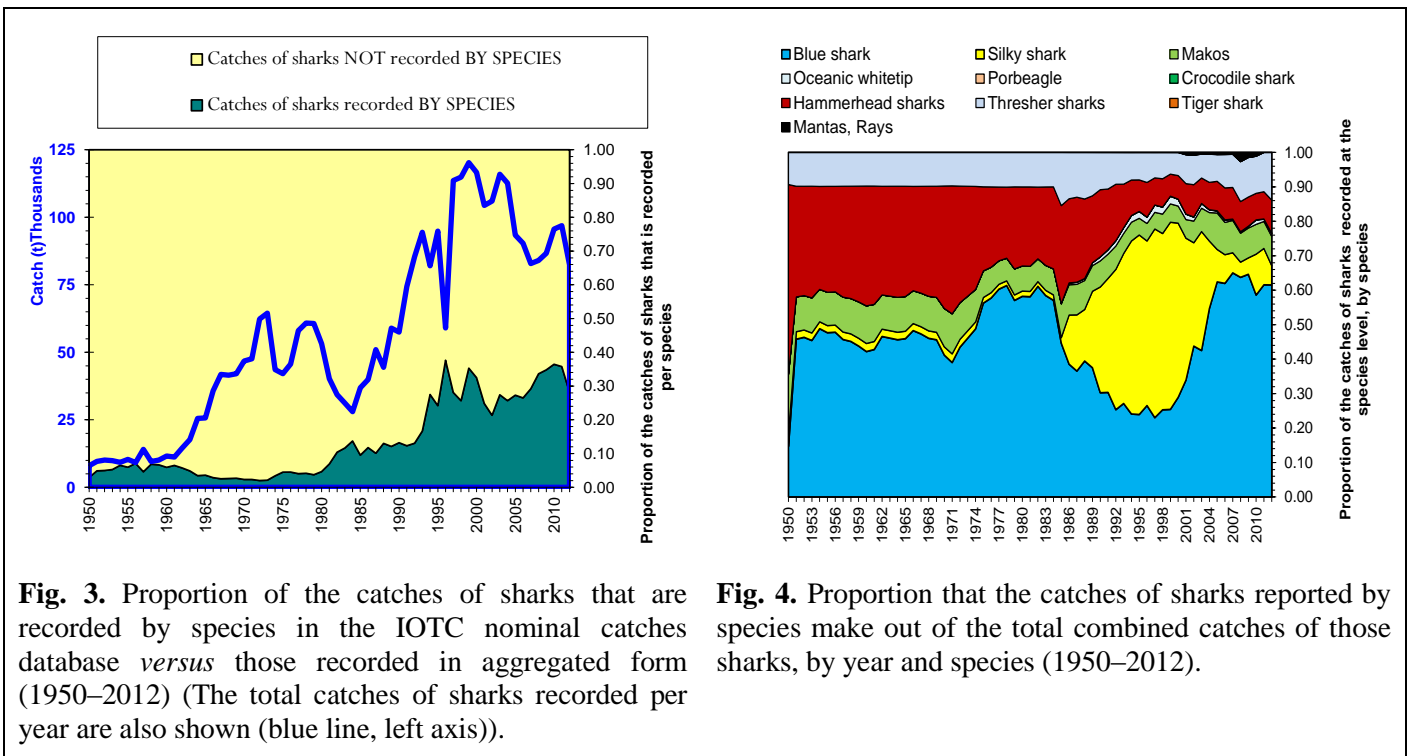 Catches of sharks NOT recorded BY SPECIES
Catches of sharks recorded BY SPECIES
Catch (t)Thousands
125
100
75
50
25
0
1.00
0.90
0.80
0.70
0.60
0.50
0.40
0.30
0.20
0.10
0.00
Proportion of the catches of sharks that is recorded
per species
1950
1955
1960
1965
1970
1975
1980
1985
1990
1995
2000
2005
2010
Blue shark
Silky shark
Makos
Oceanic whitetip
Porbeagle
Crocodile shark
Hammerhead sharks
Thresher sharks
Tiger shark
Mantas, Rays
1.00
0.90
0.80
0.70
0.60
0.50
0.40
0.30
0.20
0.10
0.00
Proportion of the catches of sharks recorded at the
species level, by species
1950
1953
1956
1959
1962
1965
1968
1971
1974
1977
1980
1983
1986
1989
1992
1995
1998
2001
2004
2007
2010
Fig. 3. Proportion of the catches of sharks that are
recorded by species in the IOTC nominal catches
database versus those recorded in aggregated form
(1950–2012) (The total catches of sharks recorded per
year are also shown (blue line, left axis)).
Fig. 4. Proportion that the catches of sharks reported by
species make out of the total combined catches of those
sharks, by year and species (1950–2012).